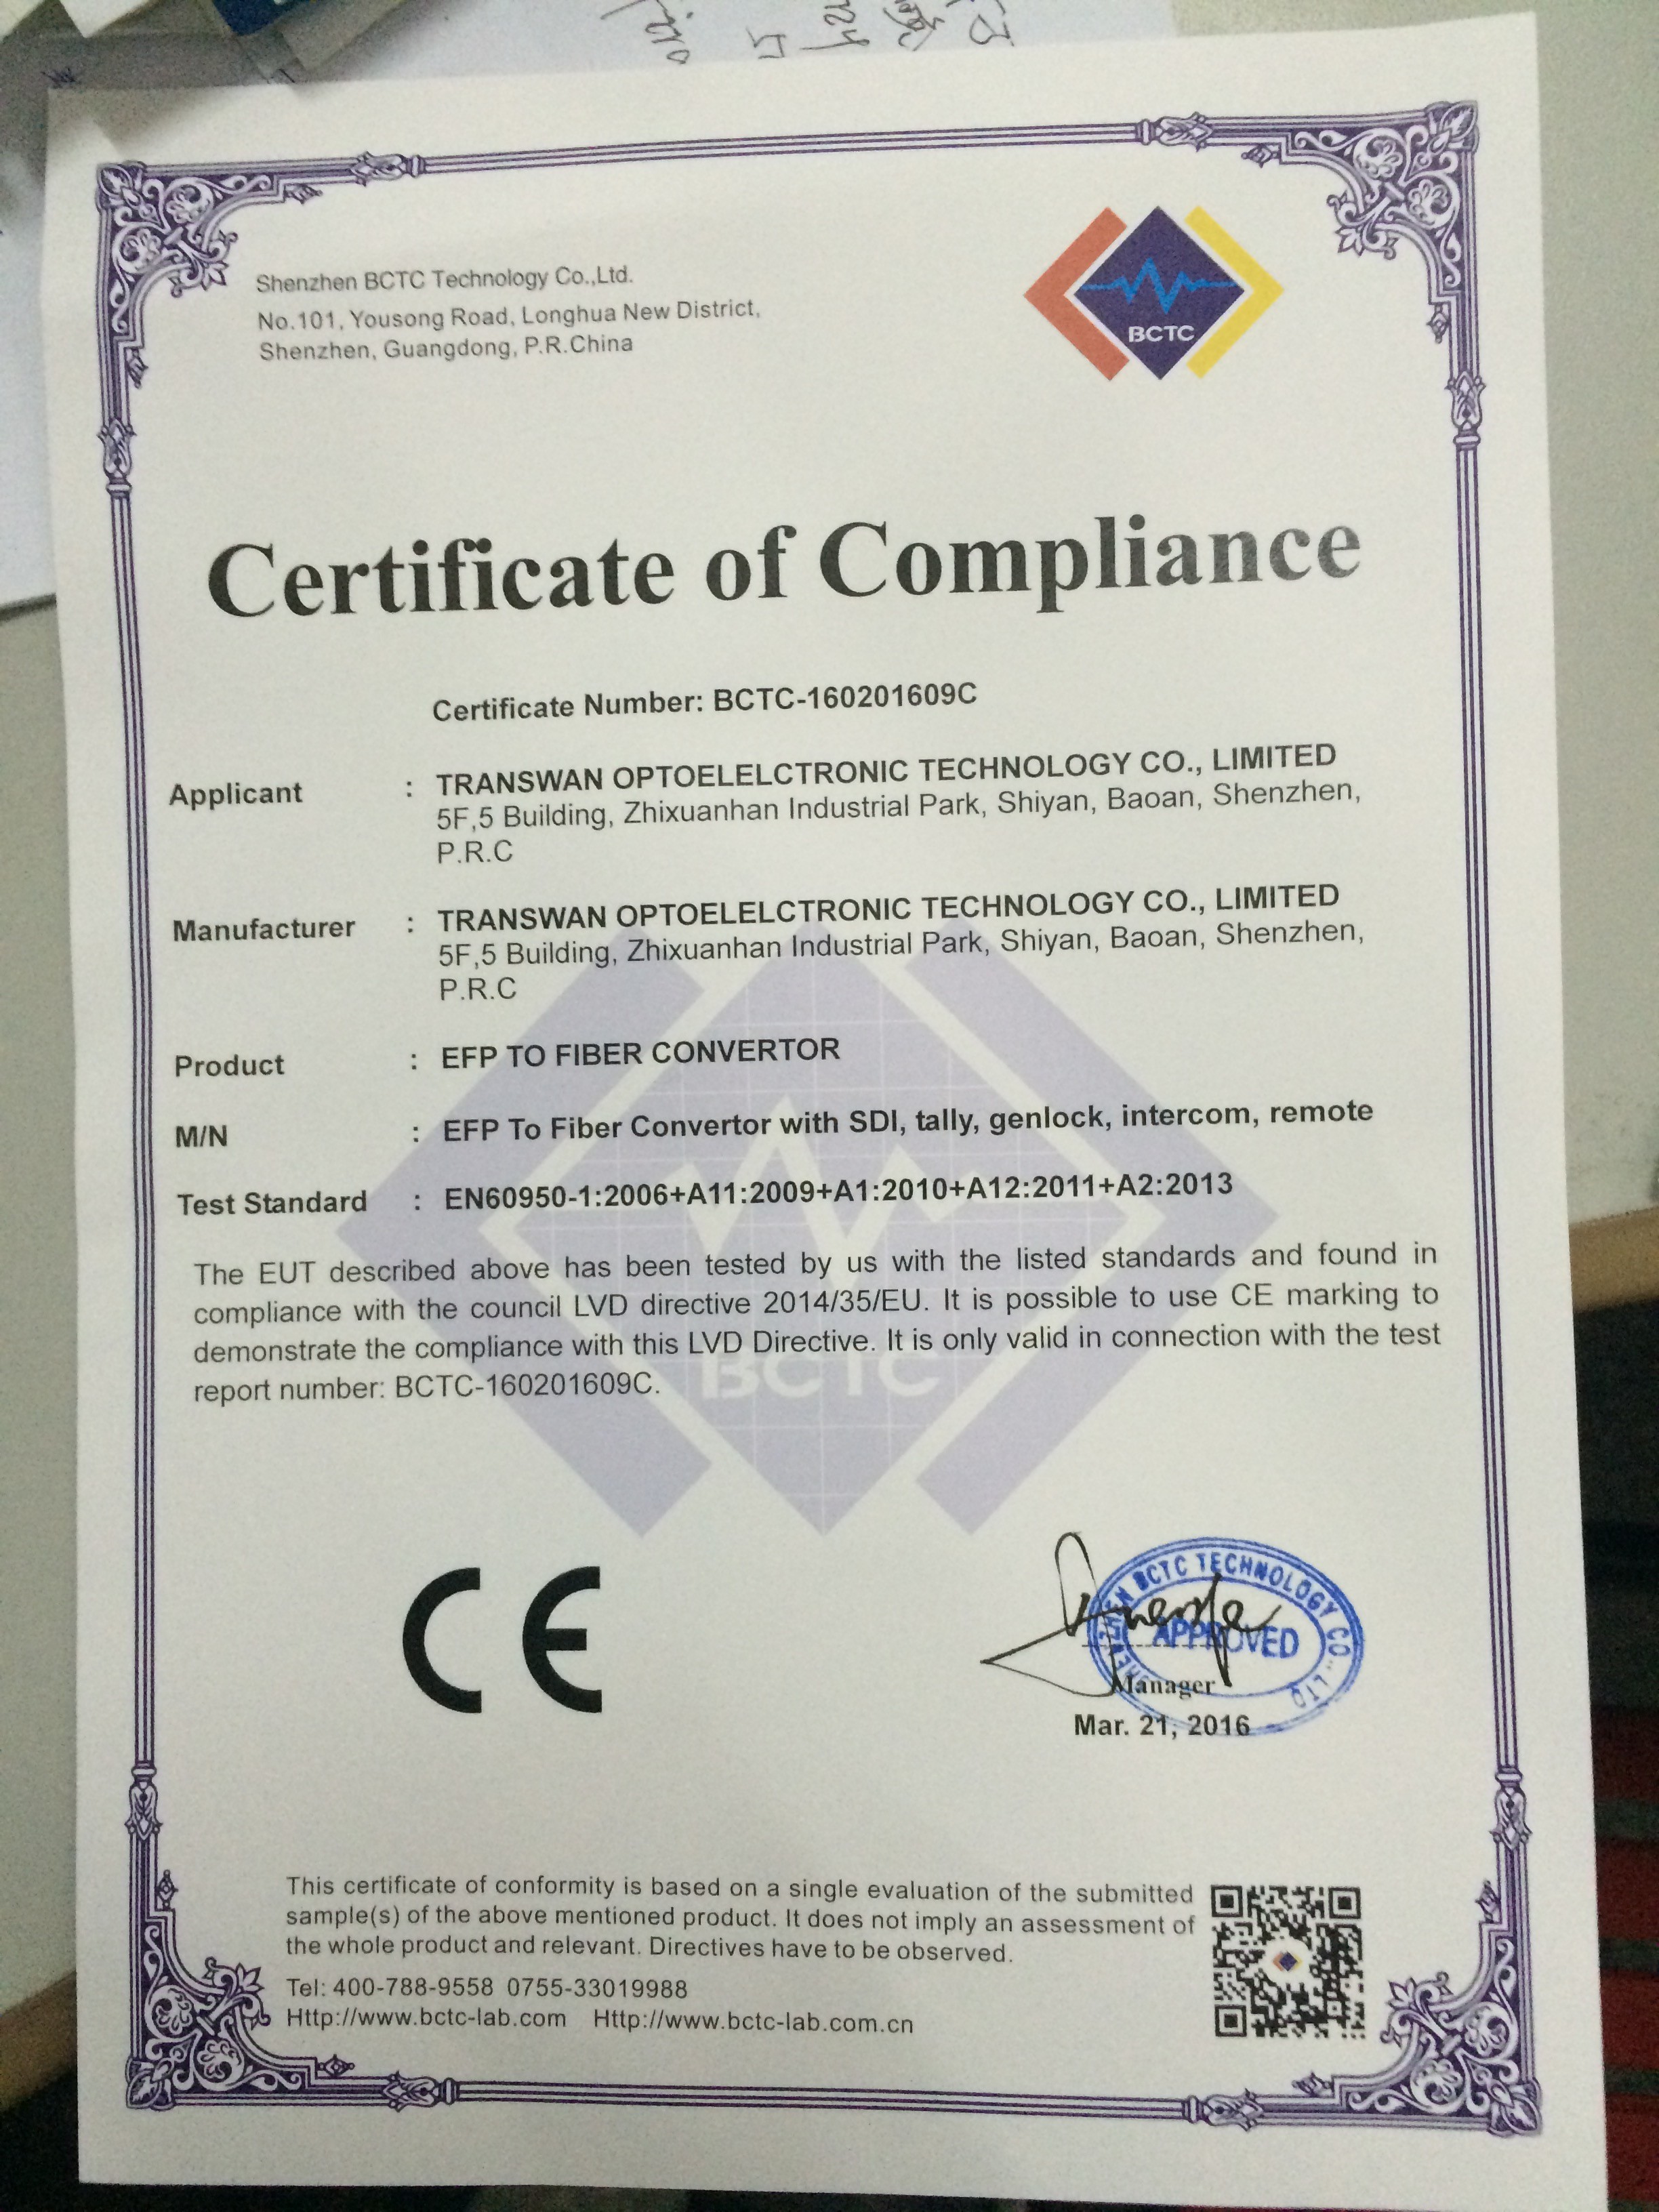 Shenzhen BCTC Technology Co.,Ltd.
No.101, Yousong Road, Longhua New District,
Shenzhen, Guangdong, P.R.China
BCTC
Certificate of Compliance
Certificate Number: BCTC-160201609C
Applicant : TRANSWAN OPTOELELCTRONIC TECHNOLOGY CO., LIMITED
5F,5 Building, Zhixuanhan Industrial Park, Shiyan, Baoan, Shenzhen,
P.R.C
Manufacturer : TRANSWAN OPTOELELCTRONIC TECHNOLOGY CO., LIMITED
5F,5 Building, Zhixuanhan Industrial Park, Shiyan, Baoan, Shenzhen,
P.R.C
Product : EFP TO FIBER CONVERTOR
M/N : EFP To Fiber Convertor with SDI, tally, genlock, intercom, remote
Test Standard : EN60950-1:2006+A11:2009+A1:2010+A12:2011+A2:2013
The EUT described above has been tested by us with the listed standards and found in
compliance with the council LVD directive 2014/35/EU. It is possible to use CE marking to
demonstrate the compliance with this LVD Directive. It is only valid in connection with the test
report number: BCTC-160201609C.
BCTC
CE
SHENZHEN BCTC TECHNOLOGY CO., LTD
APPROVED
Manager
Mar. 21, 2016
This certificate of conformity is based on a single evaluation of the submitted
sample(s) of the above mentioned product. It does not imply an assessment of
the whole product and relevant. Directives have to be observed.
Tel: 400-788-9558 0755-33019988
Http://www.bctc-lab.com Http://www.bctc-lab.com.cn